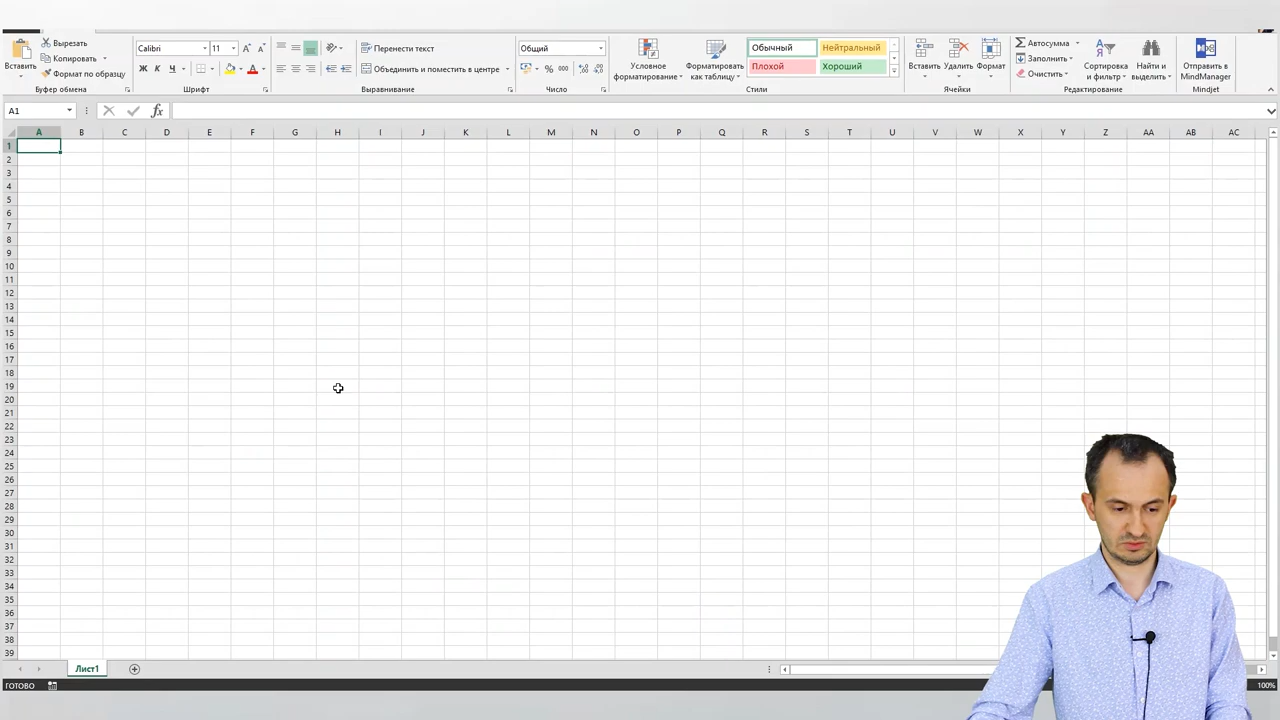 Вырезать
Копировать
Формат по образцу
Вставить
Буфер обмена
Calibri 11
Ж К Ч
Шрифт
Перенести текст
Объединить и поместить в центре
Выравнивание
Общий
% 000
Число
Условное форматирование
Форматировать как таблицу
Обычный Нейтральный
Плохой Хороший
Стили
Вставить Удалить Формат
Ячейки
Автосумма
Заполнить
Очистить
Сортировка и фильтр
Найти и выделить
Редактирование
Отправить в MindManager
Mindjet
A1 fx
A B C D E F G H I J K L M N O P Q R S T U V W X Y Z AA AB AC
1
2
3
4
5
6
7
8
9
10
11
12
13
14
15
16
17
18
19
20
21
22
23
24
25
26
27
28
29
30
31
32
33
34
35
36
37
38
39
Лист1
ГОТОВО 100%